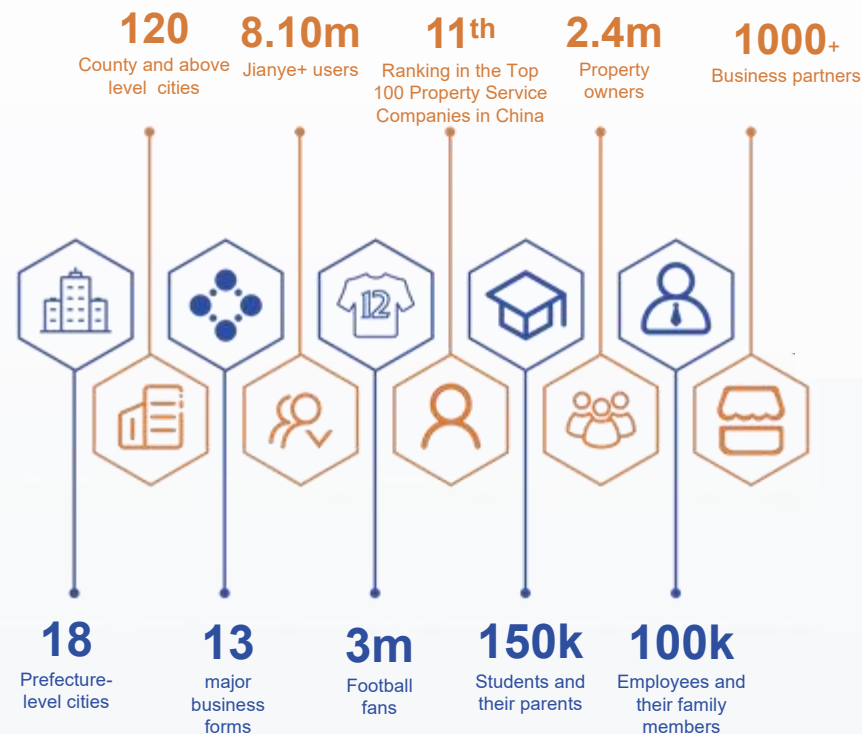 120
County and above
level cities
8.10m
Jianye+ users
11th
Ranking in the Top
100 Property Service
Companies in China
2.4m
Property
owners
1000+
Business partners
12
18
Prefecture-
level cities
13
major
business
forms
3m
Football
fans
150k
Students and
their parents
100k
Employees and
their family
members